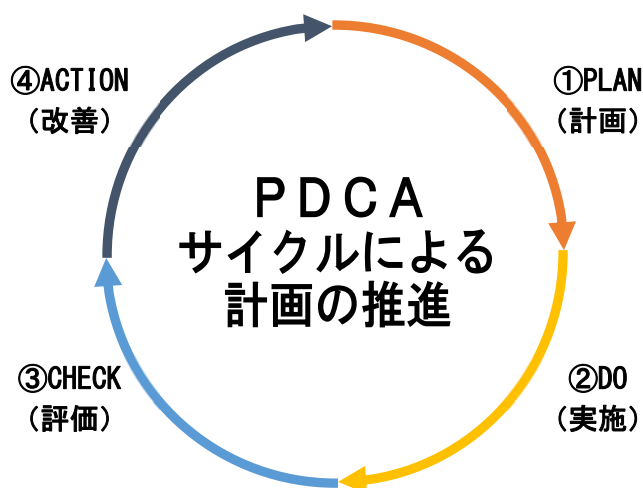 ④ACTION
(改善)
①PLAN
(計画)
ＰＤＣＡ
サイクルによる
計画の推進
③CHECK
(評価)
②DO
(実施)